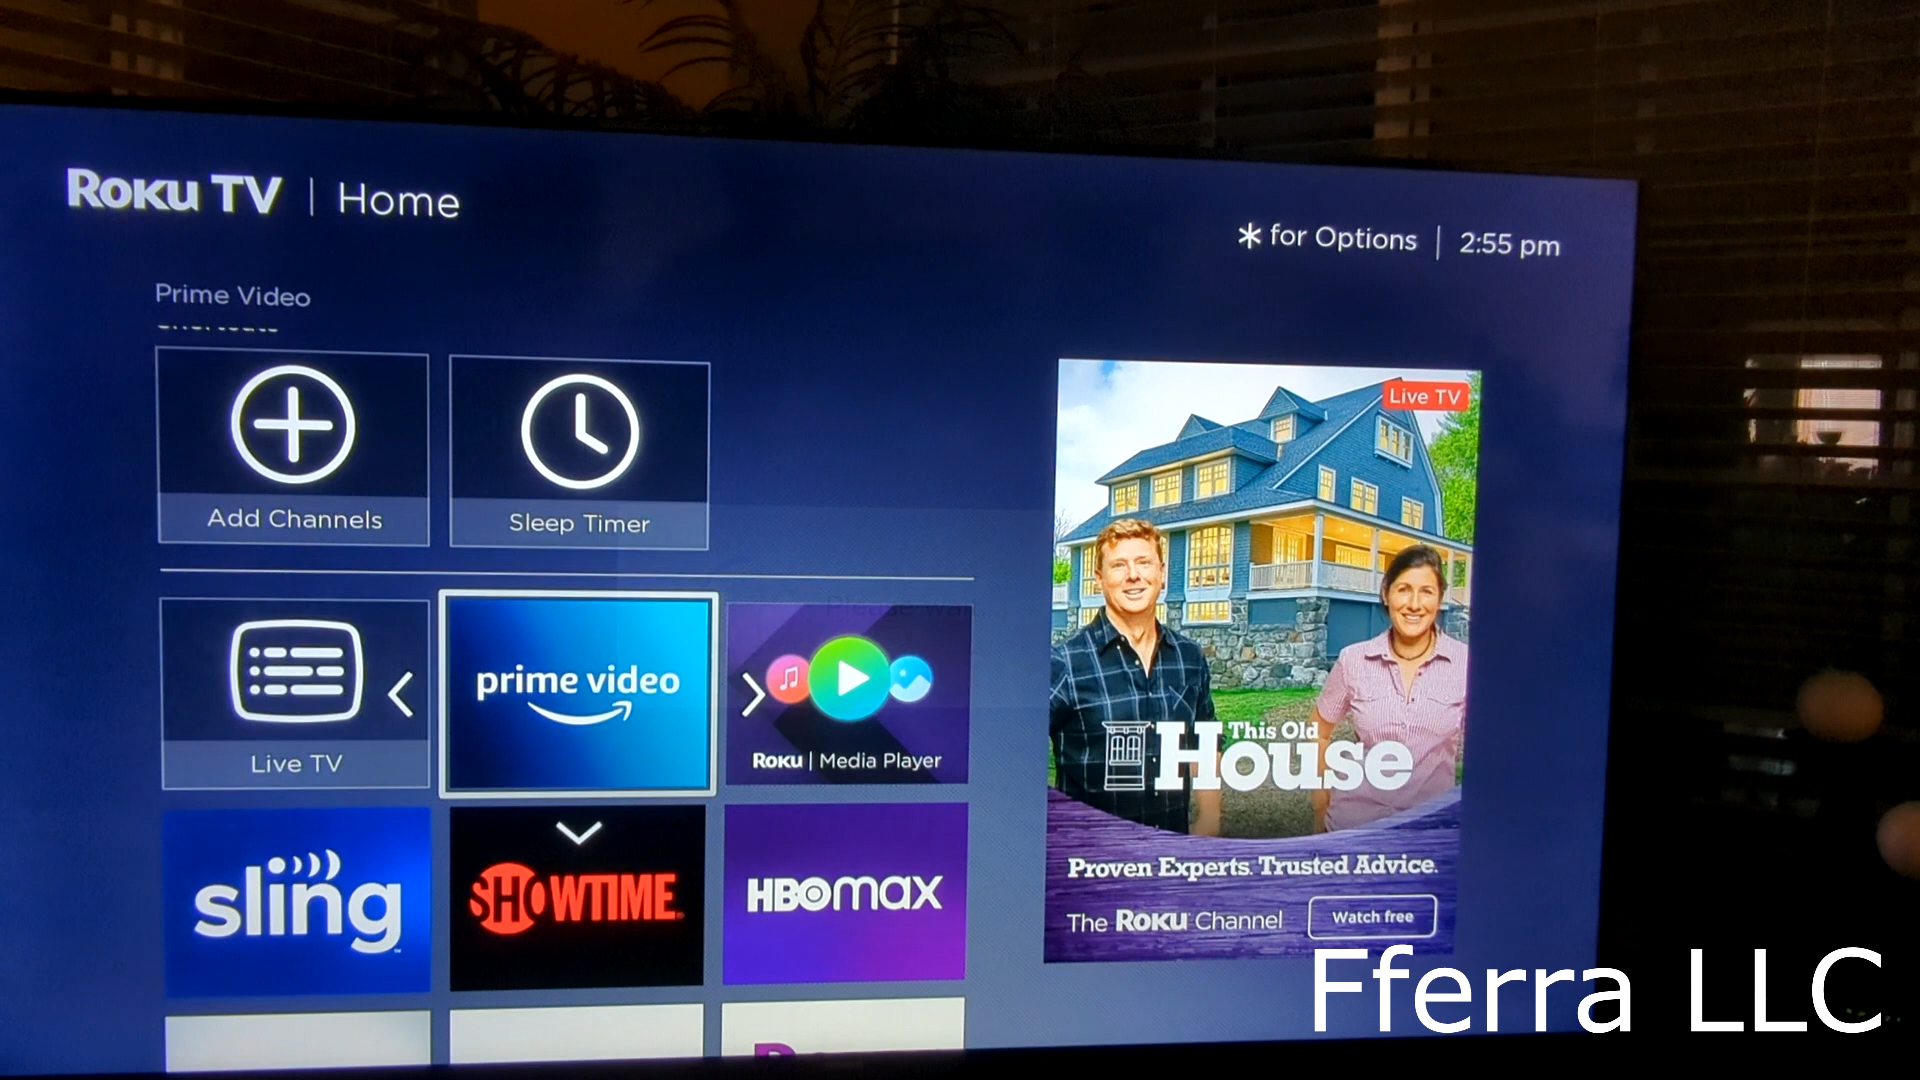 Roku TV | Home
* for Options | 2:55 pm
Prime Video
Add Channels
Sleep Timer
Live TV
prime video
Roku | Media Player
sling
SHOWTIME
HBOmax
Live TV
This Old
House
Proven Experts. Trusted Advice.
The Roku Channel
Watch free
Fferra LLC